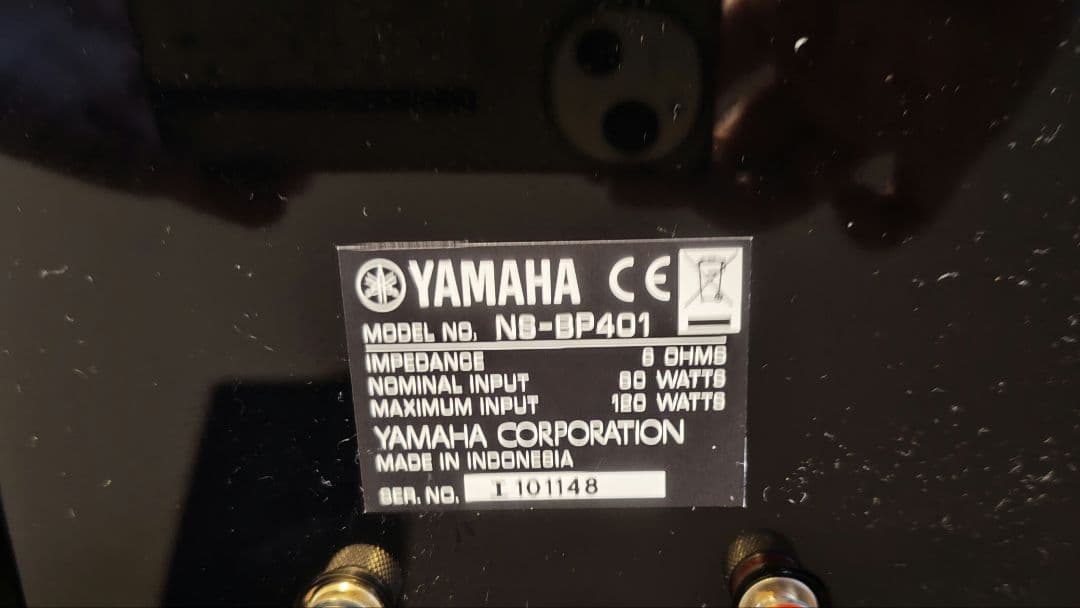 YAMAHA CE
MODEL NO. NS-BP401
IMPEDANCE 6 OHMS
NOMINAL INPUT 60 WATTS
MAXIMUM INPUT 120 WATTS
YAMAHA CORPORATION
MADE IN INDONESIA
SER. NO. I 101148